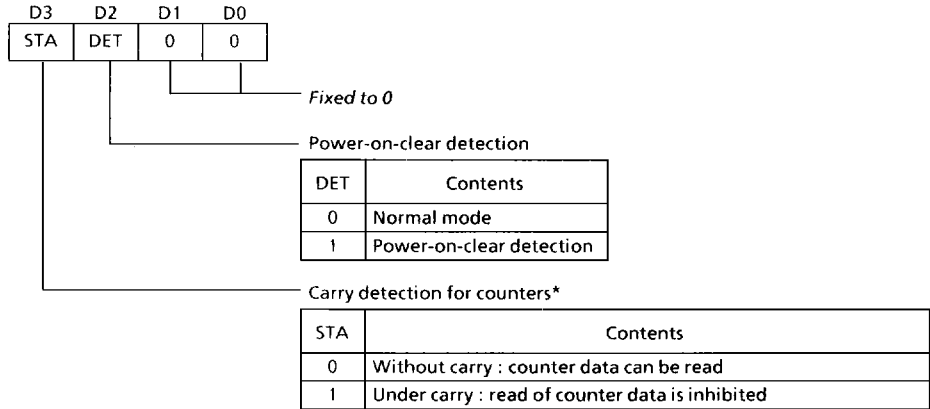 D3 D2 D1 D0
STA DET 0 0
Fixed to 0
Power-on-clear detection
DET Contents
0 Normal mode
1 Power-on-clear detection
Carry detection for counters*
STA Contents
0 Without carry : counter data can be read
1 Under carry : read of counter data is inhibited